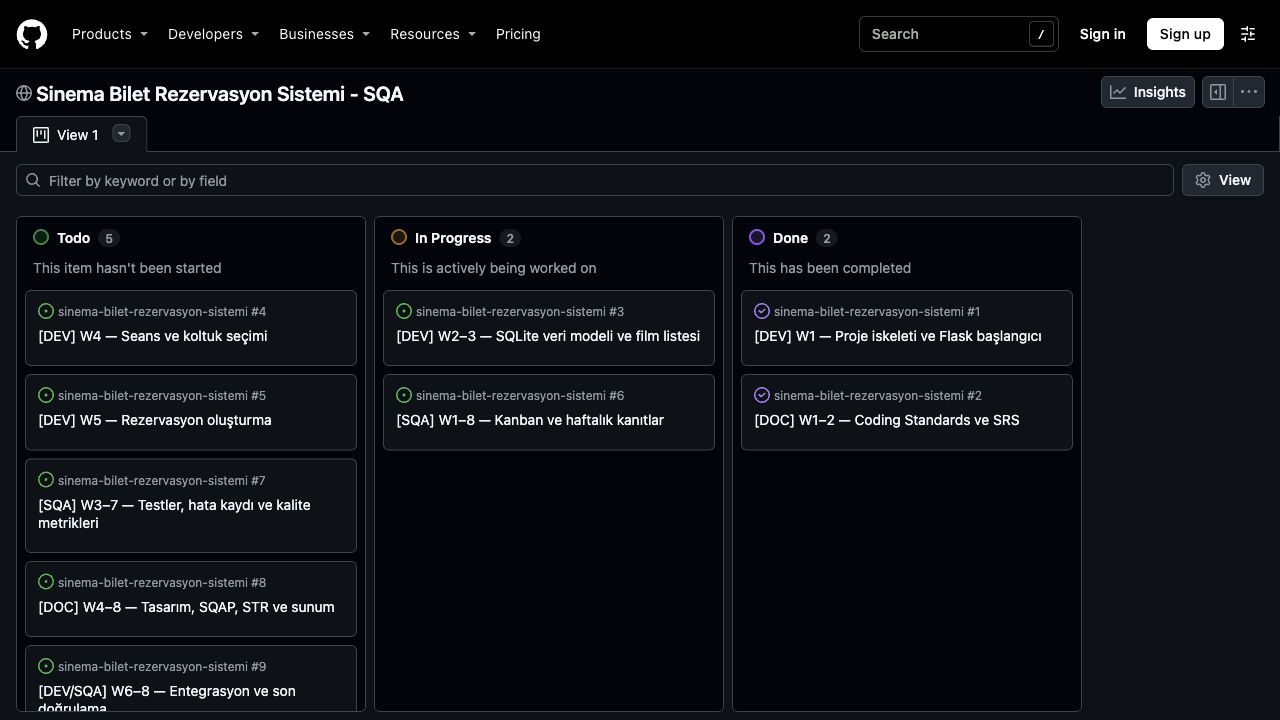 Products Developers Businesses Resources Pricing Search / Sign in Sign up
Sinema Bilet Rezervasyon Sistemi - SQA
Insights
View 1
Filter by keyword or by field
View
Todo 5
This item hasn't been started
sinema-bilet-rezervasyon-sistemi #4
[DEV] W4 — Seans ve koltuk seçimi
sinema-bilet-rezervasyon-sistemi #5
[DEV] W5 — Rezervasyon oluşturma
sinema-bilet-rezervasyon-sistemi #7
[SQA] W3–7 — Testler, hata kaydı ve kalite
metrikleri
sinema-bilet-rezervasyon-sistemi #8
[DOC] W4–8 — Tasarım, SQAP, STR ve sunum
sinema-bilet-rezervasyon-sistemi #9
[DEV/SQA] W6–8 — Entegrasyon ve son
doğrulama
In Progress 2
This is actively being worked on
sinema-bilet-rezervasyon-sistemi #3
[DEV] W2–3 — SQLite veri modeli ve film listesi
sinema-bilet-rezervasyon-sistemi #6
[SQA] W1–8 — Kanban ve haftalık kanıtlar
Done 2
This has been completed
sinema-bilet-rezervasyon-sistemi #1
[DEV] W1 — Proje iskeleti ve Flask başlangıcı
sinema-bilet-rezervasyon-sistemi #2
[DOC] W1–2 — Coding Standards ve SRS